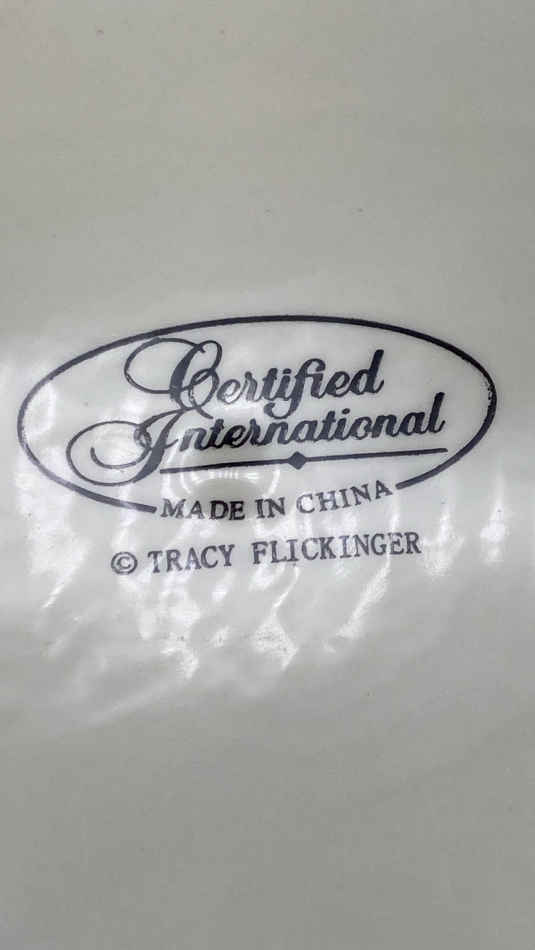 Certified
International
MADE IN CHINA
© TRACY FLICKINGER